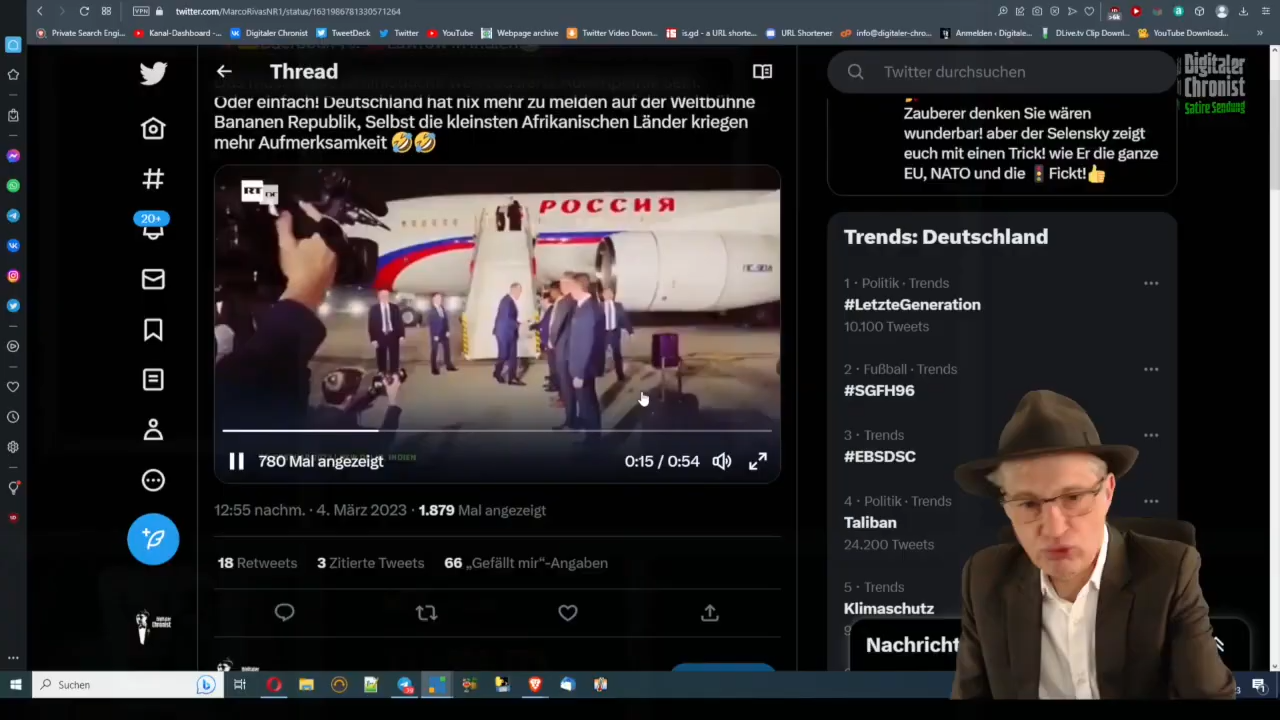 twitter.com/MarcoRivasNR1/status/1631986781330571264
VPN
Private Search Engi...
Kanal-Dashboard -...
Digitaler Chronist
TweetDeck
Twitter
YouTube
Webpage archive
Twitter Video Down...
is.gd - a URL shorte...
URL Shortener
info@digitaler-chro...
Anmelden ‹ Digitale...
DLive.tv Clip Downl...
YouTube Download...
Thread
Twitter durchsuchen
Digitaler
Chronist
Satire Sendung
Oder einfach! Deutschland hat nix mehr zu melden auf der Weltbühne
Bananen Republik, Selbst die kleinsten Afrikanischen Länder kriegen
mehr Aufmerksamkeit 🤣🤣
RT
DE
РОССИЯ
780 Mal angezeigt
INDIEN
0:15 / 0:54
12:55 nachm. · 4. März 2023 · 1.879 Mal angezeigt
18 Retweets 3 Zitierte Tweets 66 „Gefällt mir“-Angaben
20+
Zauberer denken Sie wären
wunderbar! aber der Selensky zeigt
euch mit einen Trick! wie Er die ganze
EU, NATO und die 🚦 Fickt!👍
Trends: Deutschland
1 · Politik · Trends
#LetzteGeneration
10.100 Tweets
2 · Fußball · Trends
#SGFH96
3 · Trends
#EBSDSC
4 · Politik · Trends
Taliban
24.200 Tweets
5 · Trends
Klimaschutz
Nachricht
Suchen